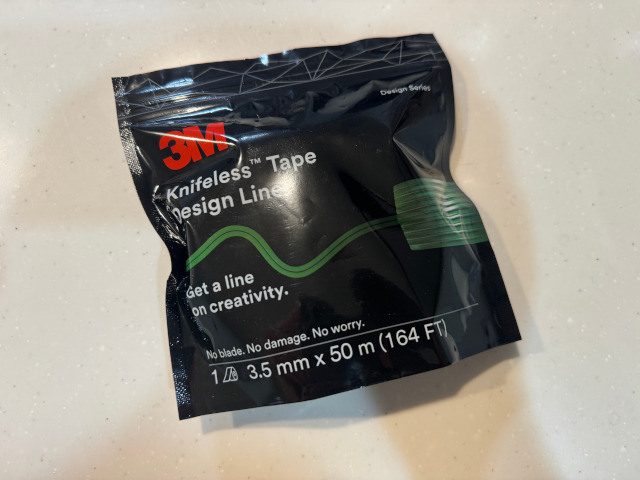 Design Series
3M
Knifeless™ Tape
Design Line
Get a line
on creativity.
No blade. No damage. No worry.
1 3.5 mm x 50 m (164 FT)